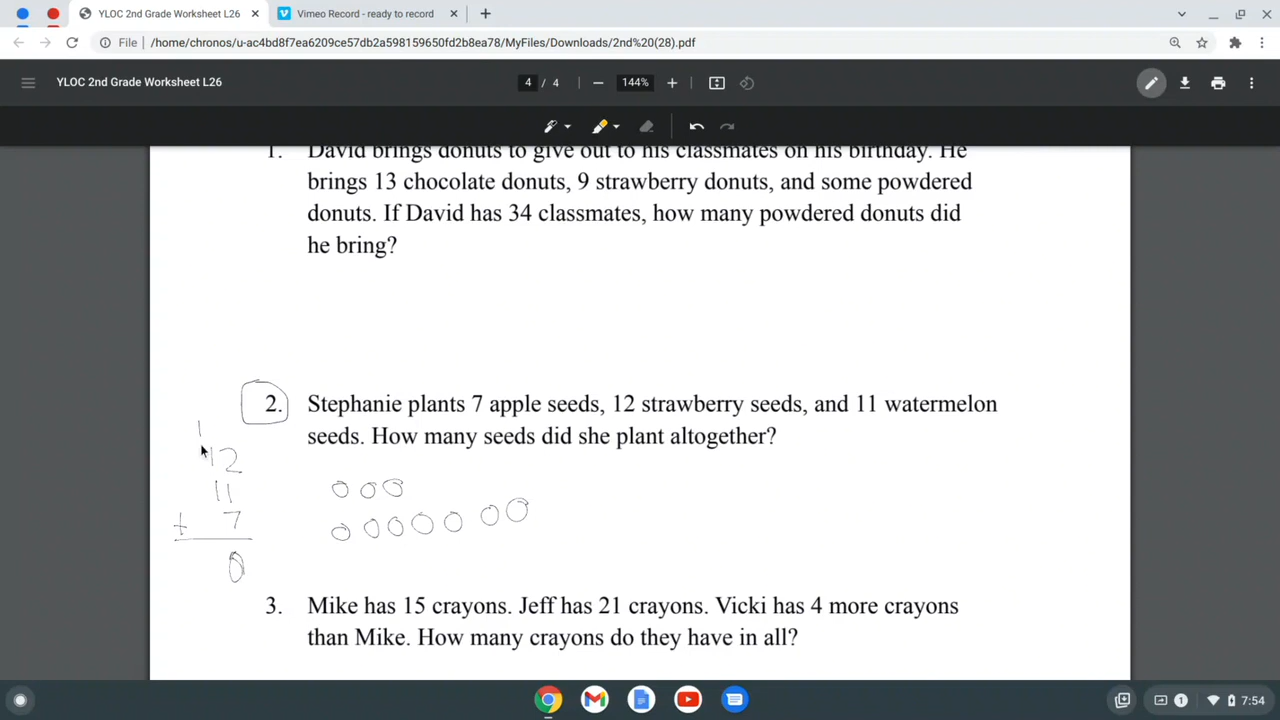 YLOC 2nd Grade Worksheet L26
Vimeo Record - ready to record
File
/home/chronos/u-ac4bd8f7ea6209ce57db2a598159650fd2b8ea78/MyFiles/Downloads/2nd%20(28).pdf
YLOC 2nd Grade Worksheet L26
4 / 4
144%
1. David brings donuts to give out to his classmates on his birthday. He
brings 13 chocolate donuts, 9 strawberry donuts, and some powdered
donuts. If David has 34 classmates, how many powdered donuts did
he bring?
2. Stephanie plants 7 apple seeds, 12 strawberry seeds, and 11 watermelon
seeds. How many seeds did she plant altogether?
1
12
11
+ 7
0
3. Mike has 15 crayons. Jeff has 21 crayons. Vicki has 4 more crayons
than Mike. How many crayons do they have in all?
1
7:54